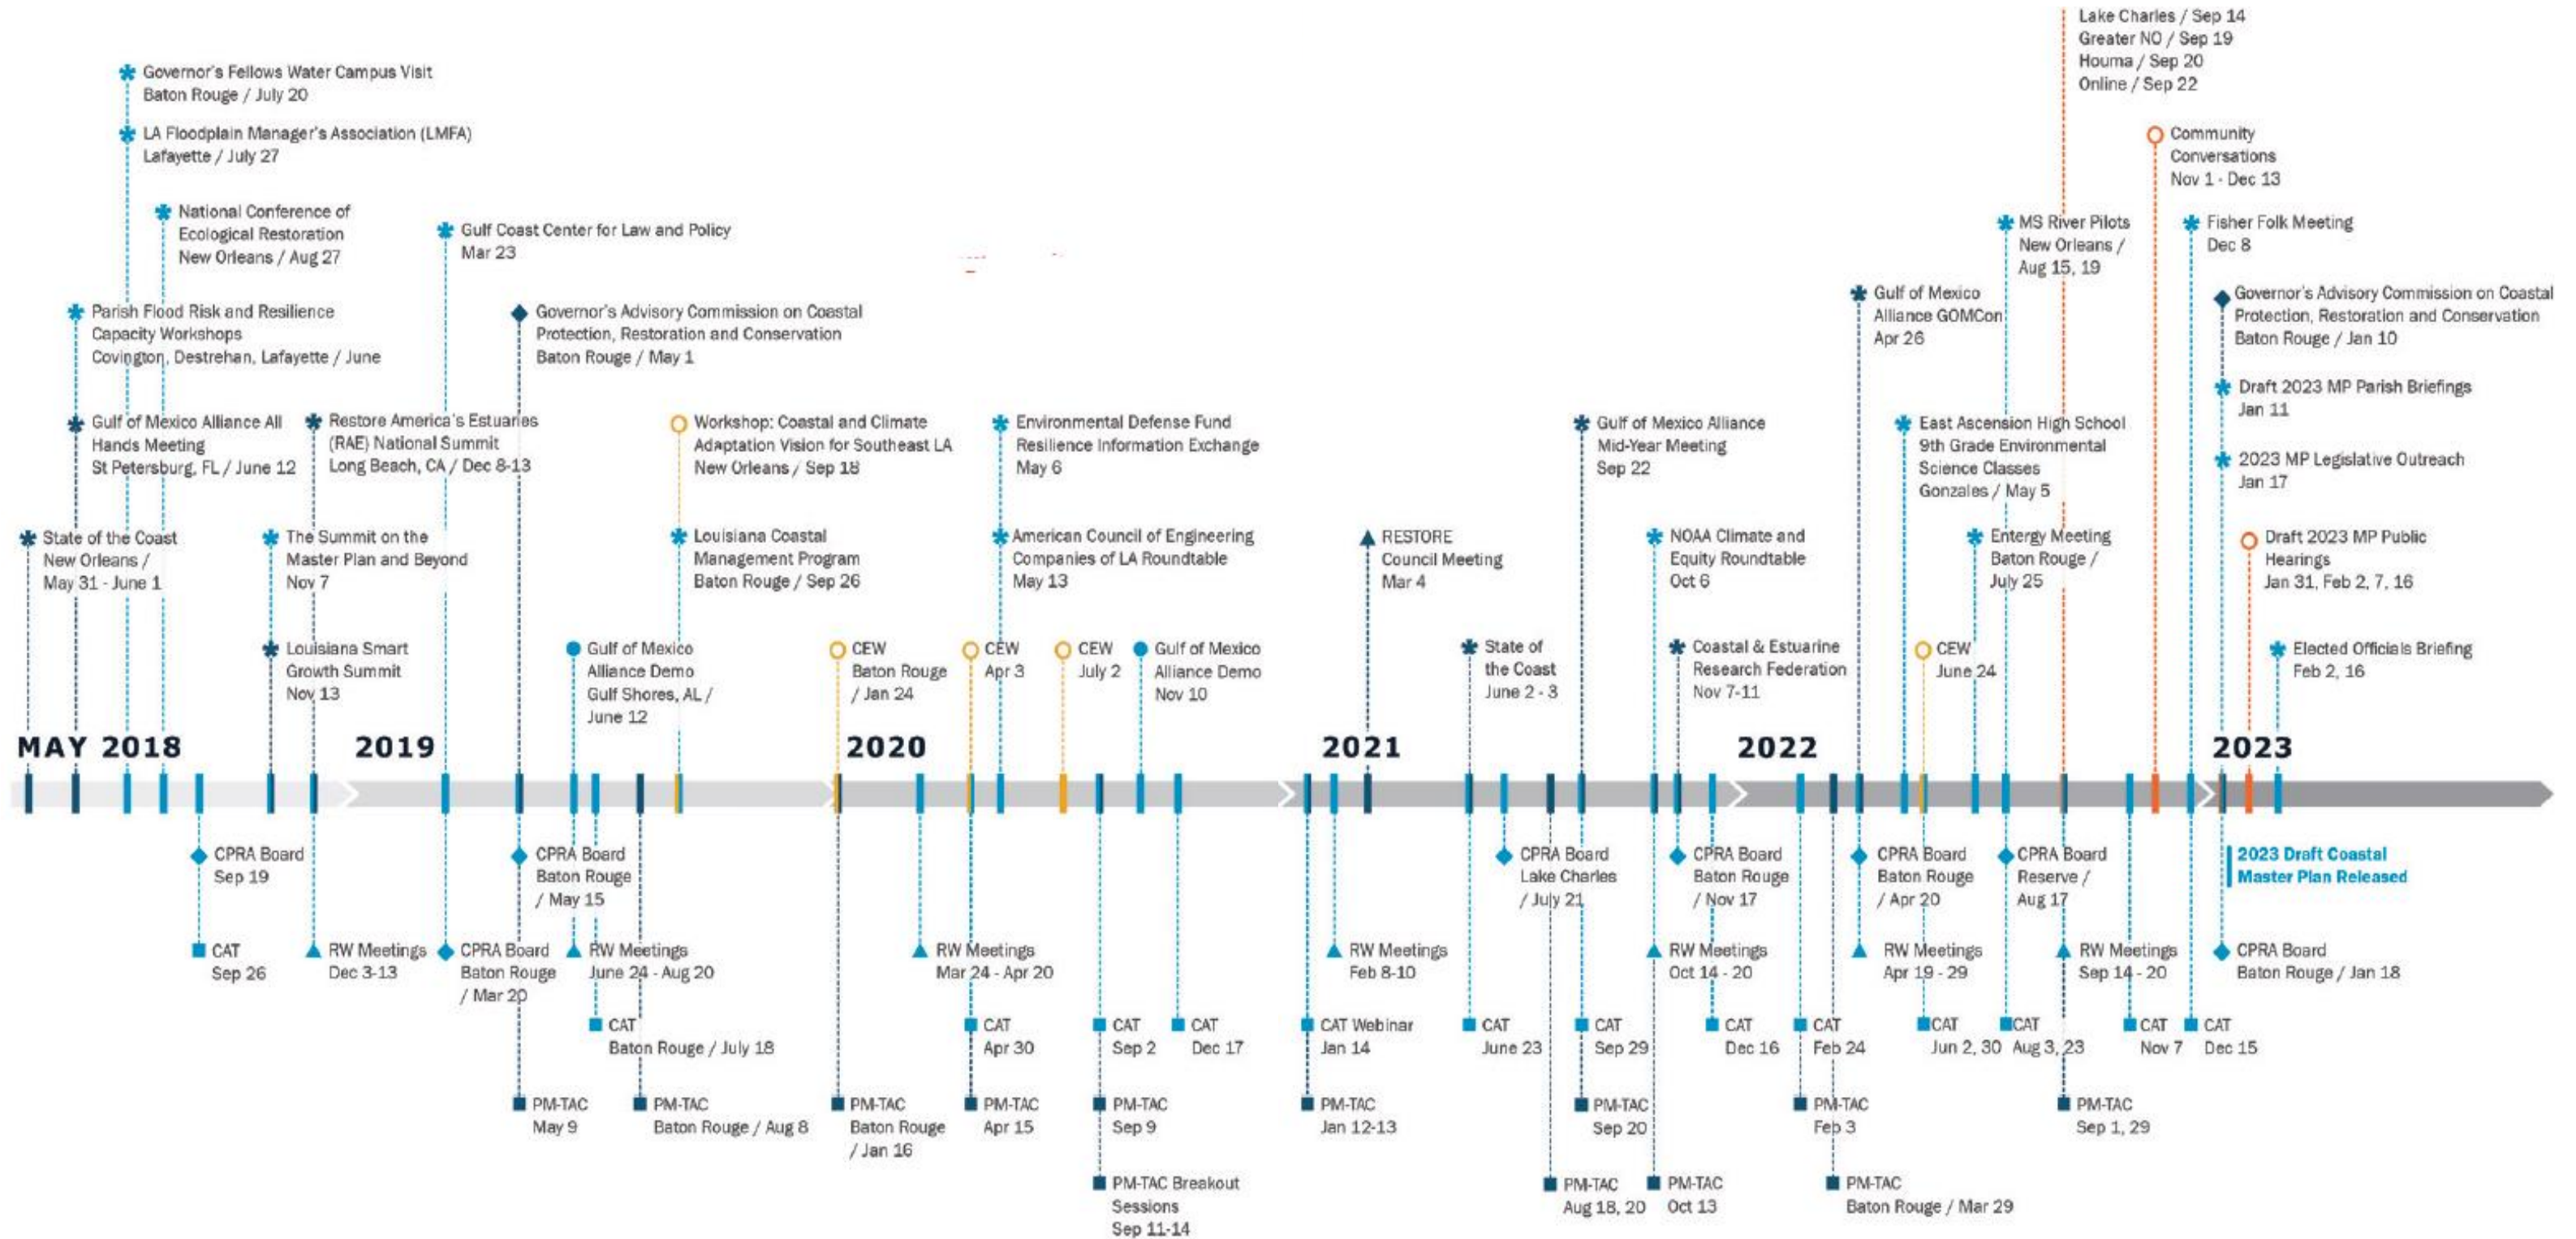 Lake Charles / Sep 14
Greater NO / Sep 19
Houma / Sep 20
Online / Sep 22
Governor's Fellows Water Campus Visit
Baton Rouge / July 20
LA Floodplain Manager's Association (LMFA)
Lafayette / July 27
Community
Conversations
Nov 1 - Dec 13
National Conference of
Ecological Restoration
New Orleans / Aug 27
Gulf Coast Center for Law and Policy
Mar 23
MS River Pilots
New Orleans /
Aug 15, 19
Fisher Folk Meeting
Dec 8
Parish Flood Risk and Resilience
Capacity Workshops
Covington, Destrehan, Lafayette / June
Governor's Advisory Commission on Coastal
Protection, Restoration and Conservation
Baton Rouge / May 1
Gulf of Mexico
Alliance GOMCon
Apr 26
Governor's Advisory Commission on Coastal
Protection, Restoration and Conservation
Baton Rouge / Jan 10
Draft 2023 MP Parish Briefings
Jan 11
Gulf of Mexico Alliance All
Hands Meeting
St Petersburg, FL / June 12
Restore America's Estuaries
(RAE) National Summit
Long Beach, CA / Dec 8-13
Workshop: Coastal and Climate
Adaptation Vision for Southeast LA
New Orleans / Sep 18
Environmental Defense Fund
Resilience Information Exchange
May 6
Gulf of Mexico Alliance
Mid-Year Meeting
Sep 22
East Ascension High School
9th Grade Environmental
Science Classes
Gonzales / May 5
2023 MP Legislative Outreach
Jan 17
State of the Coast
New Orleans /
May 31 - June 1
The Summit on the
Master Plan and Beyond
Nov 7
Louisiana Coastal
Management Program
Baton Rouge / Sep 26
American Council of Engineering
Companies of LA Roundtable
May 13
RESTORE
Council Meeting
Mar 4
NOAA Climate and
Equity Roundtable
Oct 6
Entergy Meeting
Baton Rouge /
July 25
Draft 2023 MP Public
Hearings
Jan 31, Feb 2, 7, 16
Louisiana Smart
Growth Summit
Nov 13
Gulf of Mexico
Alliance Demo
Gulf Shores, AL /
June 12
CEW
Baton Rouge
/ Jan 24
CEW
Apr 3
CEW
July 2
Gulf of Mexico
Alliance Demo
Nov 10
State of
the Coast
June 2 - 3
Coastal & Estuarine
Research Federation
Nov 7-11
CEW
June 24
Elected Officials Briefing
Feb 2, 16
MAY 2018
2019
2020
2021
2022
2023
CPRA Board
Sep 19
CPRA Board
Baton Rouge
/ May 15
CPRA Board
Lake Charles
/ July 21
CPRA Board
Baton Rouge
/ Nov 17
CPRA Board
Baton Rouge
/ Apr 20
CPRA Board
Reserve /
Aug 17
2023 Draft Coastal
Master Plan Released
CAT
Sep 26
RW Meetings
Dec 3-13
CPRA Board
Baton Rouge
/ Mar 20
RW Meetings
June 24 - Aug 20
RW Meetings
Mar 24 - Apr 20
RW Meetings
Feb 8-10
RW Meetings
Oct 14 - 20
RW Meetings
Apr 19 - 29
RW Meetings
Sep 14 - 20
CPRA Board
Baton Rouge / Jan 18
CAT
Baton Rouge / July 18
CAT
Apr 30
CAT
Sep 2
CAT
Dec 17
CAT Webinar
Jan 14
CAT
June 23
CAT
Sep 29
CAT
Dec 16
CAT
Feb 24
CAT
Jun 2, 30
CAT
Aug 3, 23
CAT
Nov 7
CAT
Dec 15
PM-TAC
May 9
PM-TAC
Baton Rouge / Aug 8
PM-TAC
Baton Rouge
/ Jan 16
PM-TAC
Apr 15
PM-TAC
Sep 9
PM-TAC
Jan 12-13
PM-TAC
Sep 20
PM-TAC
Feb 3
PM-TAC
Sep 1, 29
PM-TAC Breakout
Sessions
Sep 11-14
PM-TAC
Aug 18, 20
PM-TAC
Oct 13
PM-TAC
Baton Rouge / Mar 29